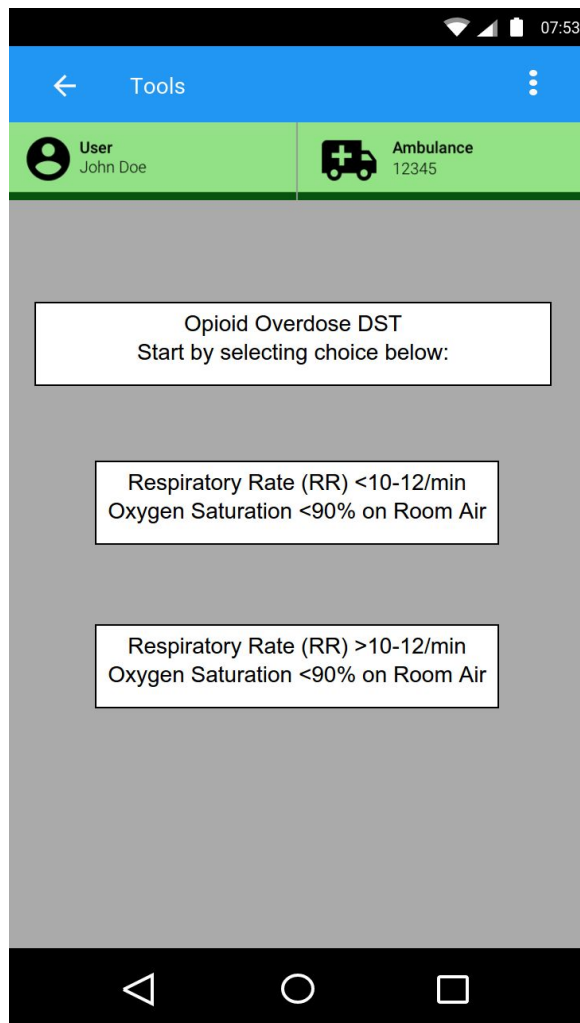 07:53
Tools
User
John Doe
Ambulance
12345
Opioid Overdose DST
Start by selecting choice below:
Respiratory Rate (RR) <10-12/min
Oxygen Saturation <90% on Room Air
Respiratory Rate (RR) >10-12/min
Oxygen Saturation <90% on Room Air